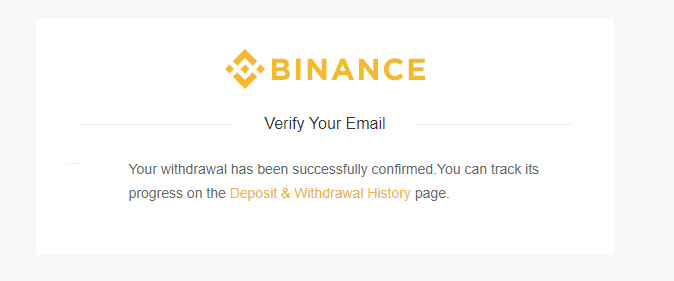 BINANCE
Verify Your Email
Your withdrawal has been successfully confirmed.You can track its
progress on the Deposit & Withdrawal History page.